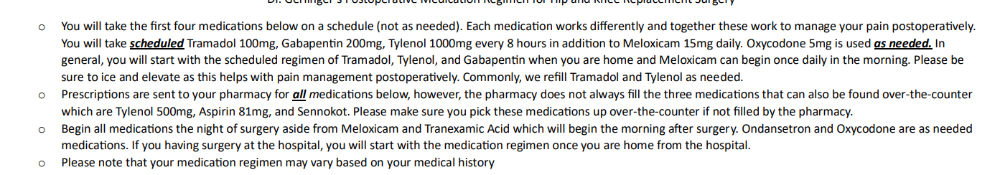 Dr. Gerlinger's Postoperative Medication Regimen for Hip and Knee Replacement Surgery
o You will take the first four medications below on a schedule (not as needed). Each medication works differently and together these work to manage your pain postoperatively.
You will take scheduled Tramadol 100mg, Gabapentin 200mg, Tylenol 1000mg every 8 hours in addition to Meloxicam 15mg daily. Oxycodone 5mg is used as needed. In
general, you will start with the scheduled regimen of Tramadol, Tylenol, and Gabapentin when you are home and Meloxicam can begin once daily in the morning. Please be
sure to ice and elevate as this helps with pain management postoperatively. Commonly, we refill Tramadol and Tylenol as needed.
o Prescriptions are sent to your pharmacy for all medications below, however, the pharmacy does not always fill the three medications that can also be found over-the-counter
which are Tylenol 500mg, Aspirin 81mg, and Sennokot. Please make sure you pick these medications up over-the-counter if not filled by the pharmacy.
o Begin all medications the night of surgery aside from Meloxicam and Tranexamic Acid which will begin the morning after surgery. Ondansetron and Oxycodone are as needed
medications. If you having surgery at the hospital, you will start with the medication regimen once you are home from the hospital.
o Please note that your medication regimen may vary based on your medical history